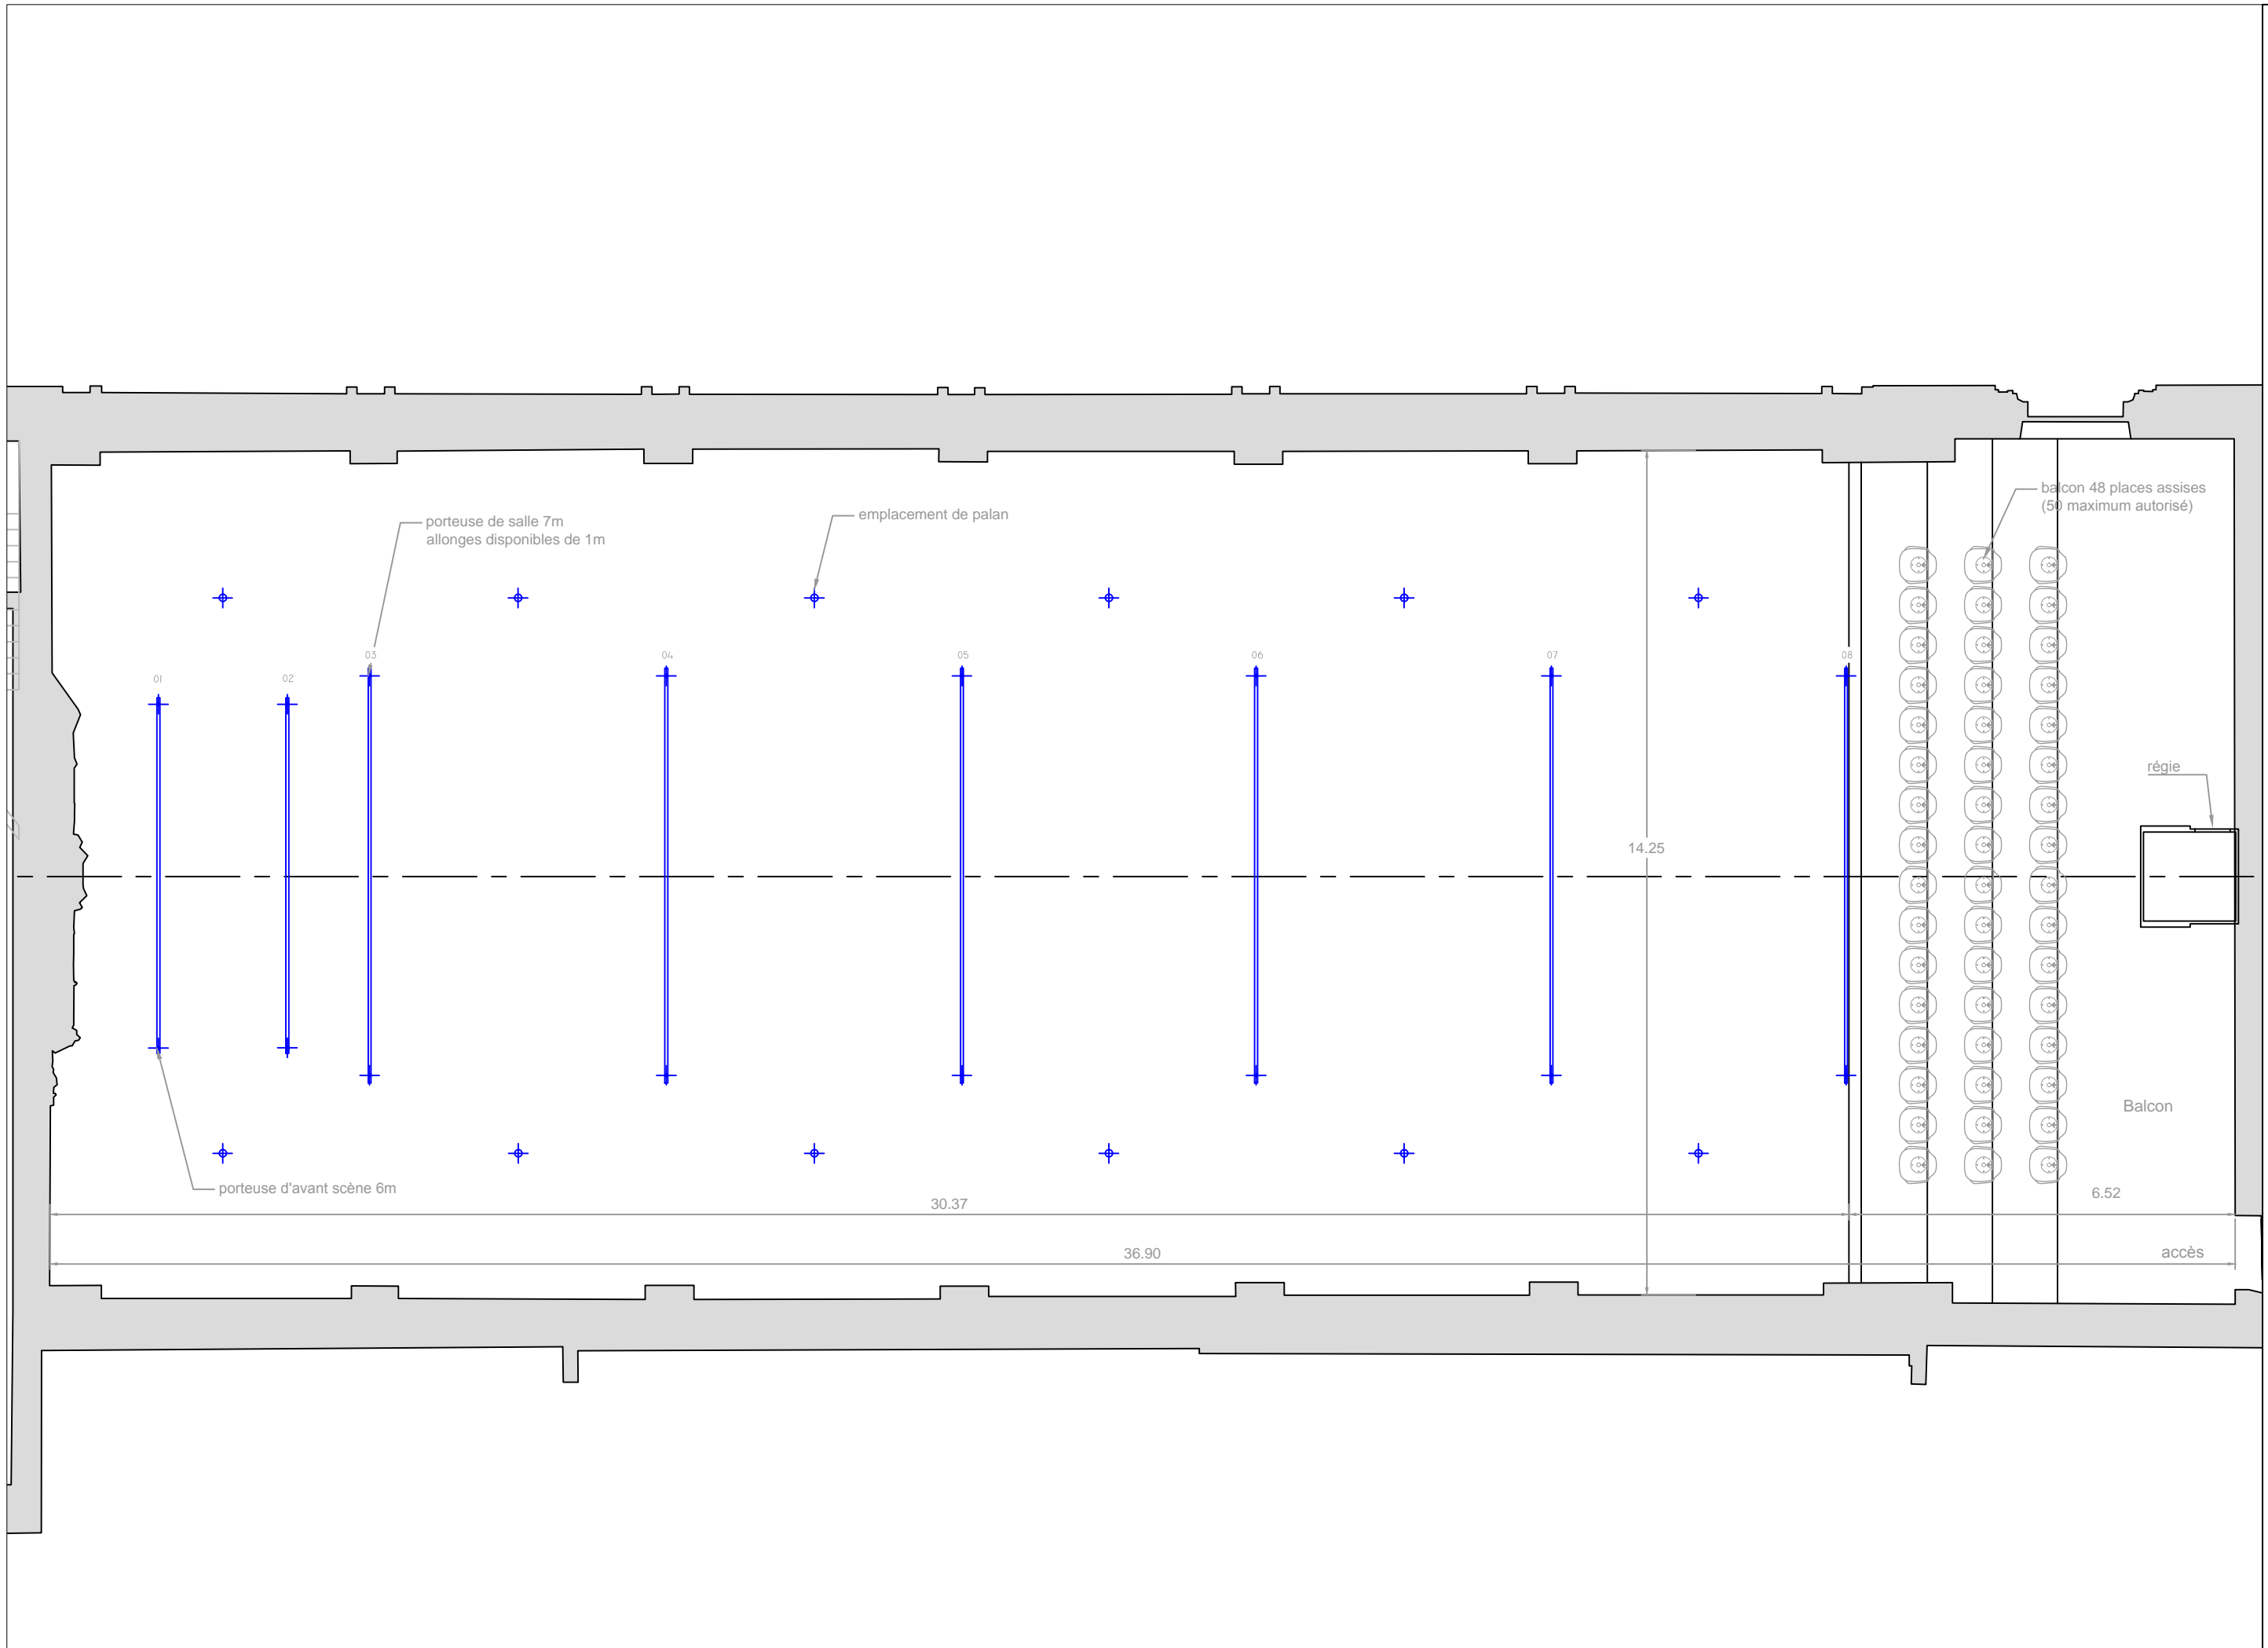 balcon 48 places assises
(50 maximum autorisé)
porteuse de salle 7m
allonges disponibles de 1m
emplacement de palan
03
04
05
06
07
08
01
02
régie
14.25
Balcon
porteuse d'avant scène 6m
6.52
30.37
36.90
accès